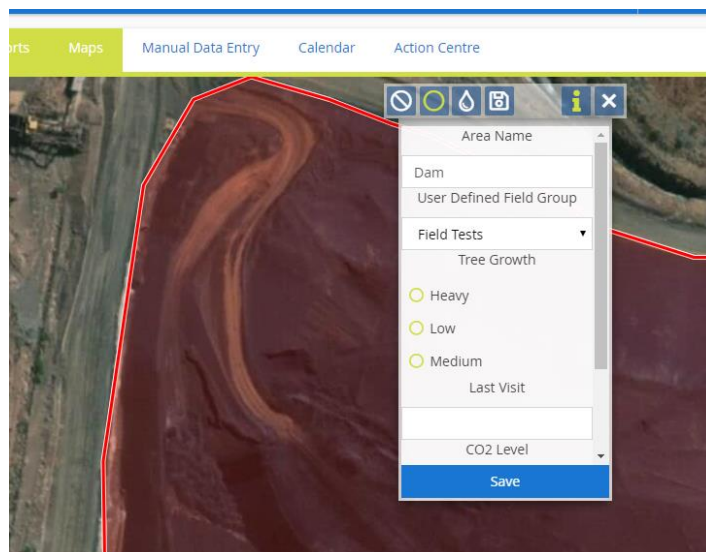 Maps Manual Data Entry Calendar Action Centre
Area Name
Dam
User Defined Field Group
Field Tests
Tree Growth
Heavy
Low
Medium
Last Visit
CO2 Level
Save